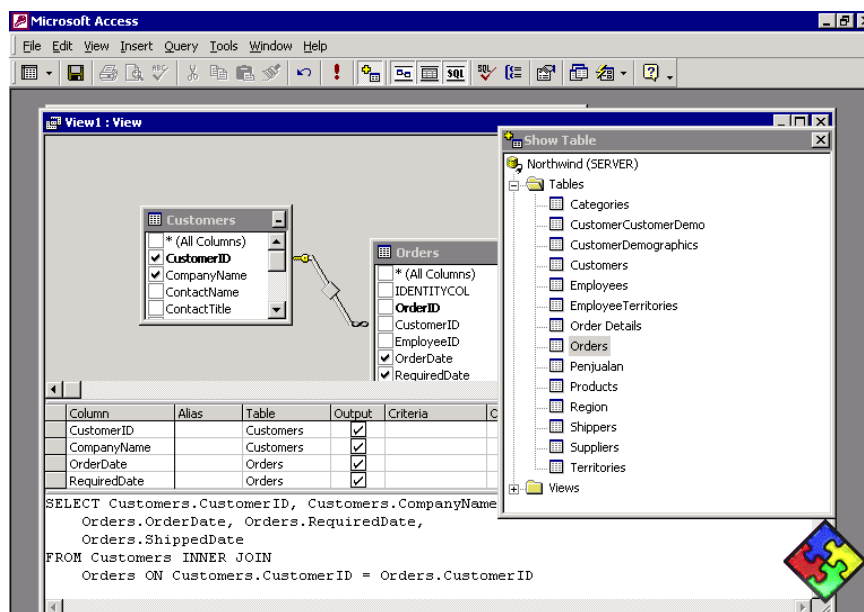 Microsoft Access
File Edit View Insert Query Tools Window Help
SQL SQL
View1 : View
Show Table
Northwind (SERVER)
Tables
Categories
CustomerCustomerDemo
CustomerDemographics
Customers
Employees
EmployeeTerritories
Order Details
Orders
Penjualan
Products
Region
Shippers
Suppliers
Territories
Views
Customers
* (All Columns)
CustomerID
CompanyName
ContactName
ContactTitle
Orders
* (All Columns)
IDENTITYCOL
OrderID
CustomerID
EmployeeID
OrderDate
RequiredDate
Column Alias Table Output Criteria
CustomerID Customers
CompanyName Customers
OrderDate Orders
RequiredDate Orders
SELECT Customers.CustomerID, Customers.CompanyName
Orders.OrderDate, Orders.RequiredDate,
Orders.ShippedDate
FROM Customers INNER JOIN
Orders ON Customers.CustomerID = Orders.CustomerID